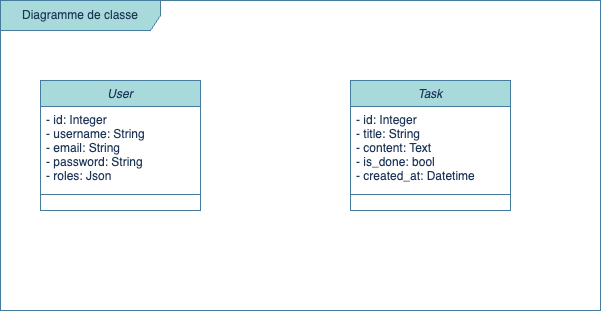 Diagramme de classe
User
- id: Integer
- username: String
- email: String
- password: String
- roles: Json
Task
- id: Integer
- title: String
- content: Text
- is_done: bool
- created_at: Datetime